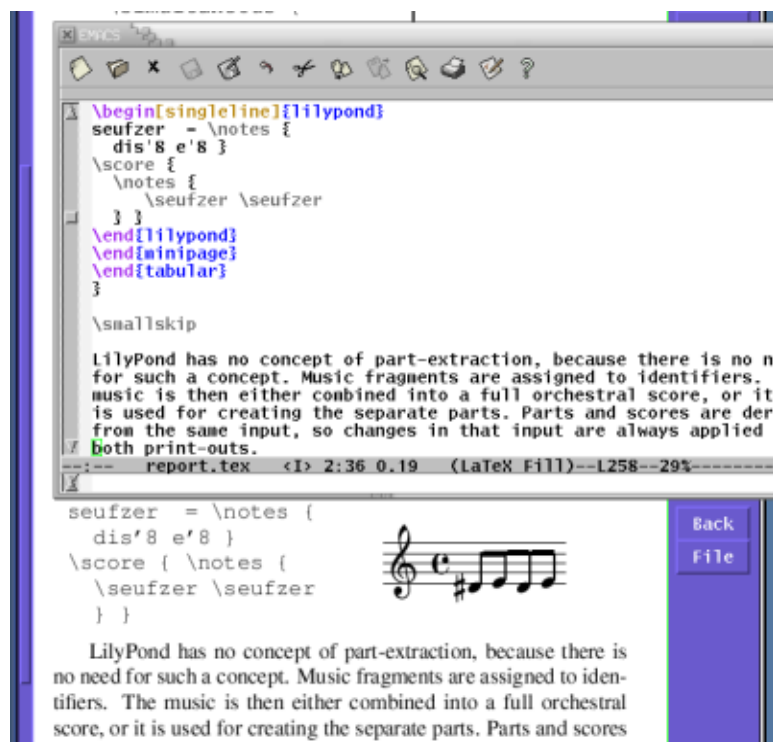 EMACS
\begin[singleline]{lilypond}
seufzer = \notes {
dis'8 e'8 }
\score {
\notes {
\seufzer \seufzer
} }
\end{lilypond}
\end{minipage}
\end{tabular}
}
\smallskip
LilyPond has no concept of part-extraction, because there is no n
for such a concept. Music fragments are assigned to identifiers.
music is then either combined into a full orchestral score, or it
is used for creating the separate parts. Parts and scores are der
from the same input, so changes in that input are always applied
both print-outs.
--:-- report.tex <I> 2:36 0.19 (LaTeX Fill)--L258--29%--------
seufzer = \notes {
dis'8 e'8 }
\score { \notes {
\seufzer \seufzer
} }
Back
File
LilyPond has no concept of part-extraction, because there is
no need for such a concept. Music fragments are assigned to iden-
tifiers. The music is then either combined into a full orchestral
score, or it is used for creating the separate parts. Parts and scores